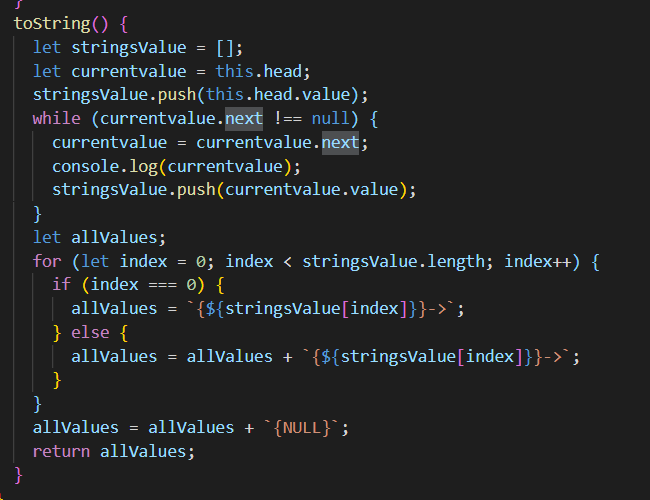 }
toString() {
  let stringsValue = [];
  let currentvalue = this.head;
  stringsValue.push(this.head.value);
  while (currentvalue.next !== null) {
    currentvalue = currentvalue.next;
    console.log(currentvalue);
    stringsValue.push(currentvalue.value);
  }
  let allValues;
  for (let index = 0; index < stringsValue.length; index++) {
    if (index === 0) {
      allValues = `{${stringsValue[index]}}->`;
    } else {
      allValues = allValues + `{${stringsValue[index]}}->`;
    }
  }
  allValues = allValues + `{NULL}`;
  return allValues;
}